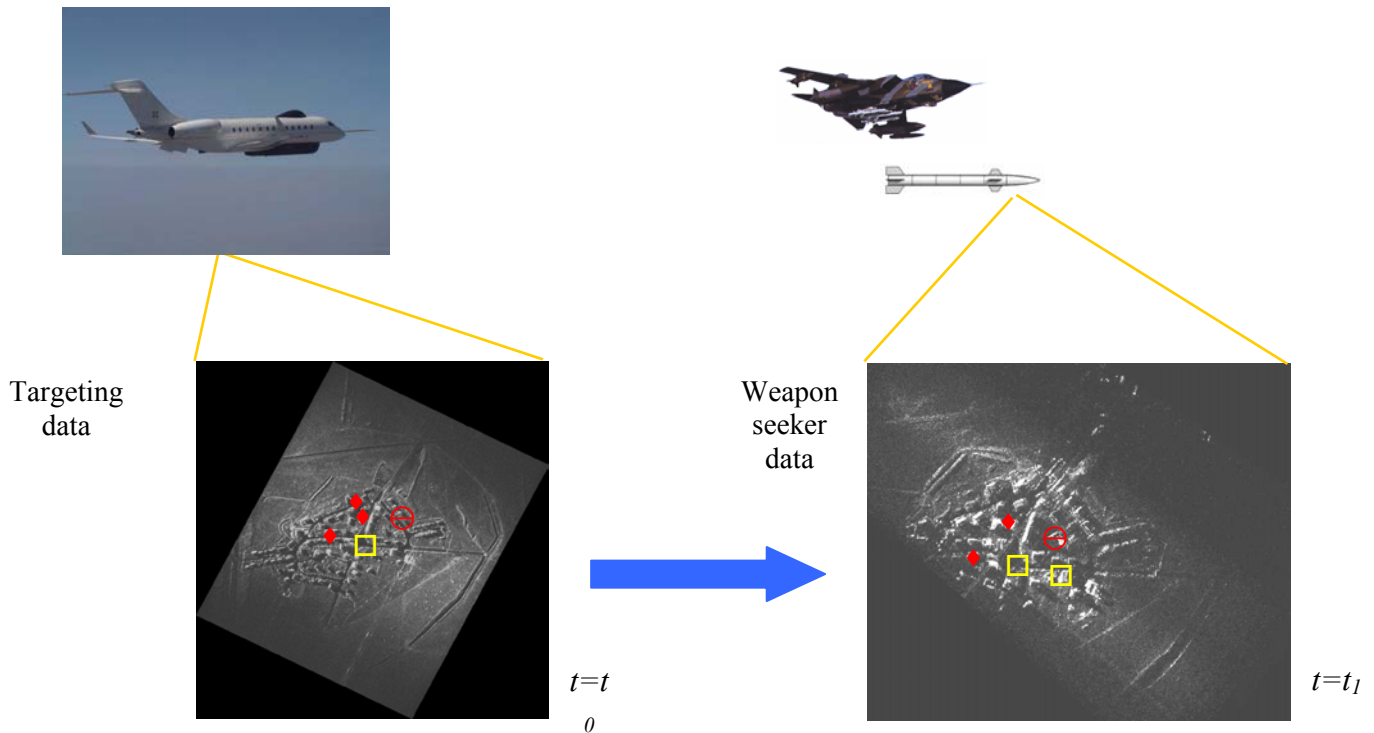 Targeting
data
Weapon
seeker
data
t=t
0
t=t1